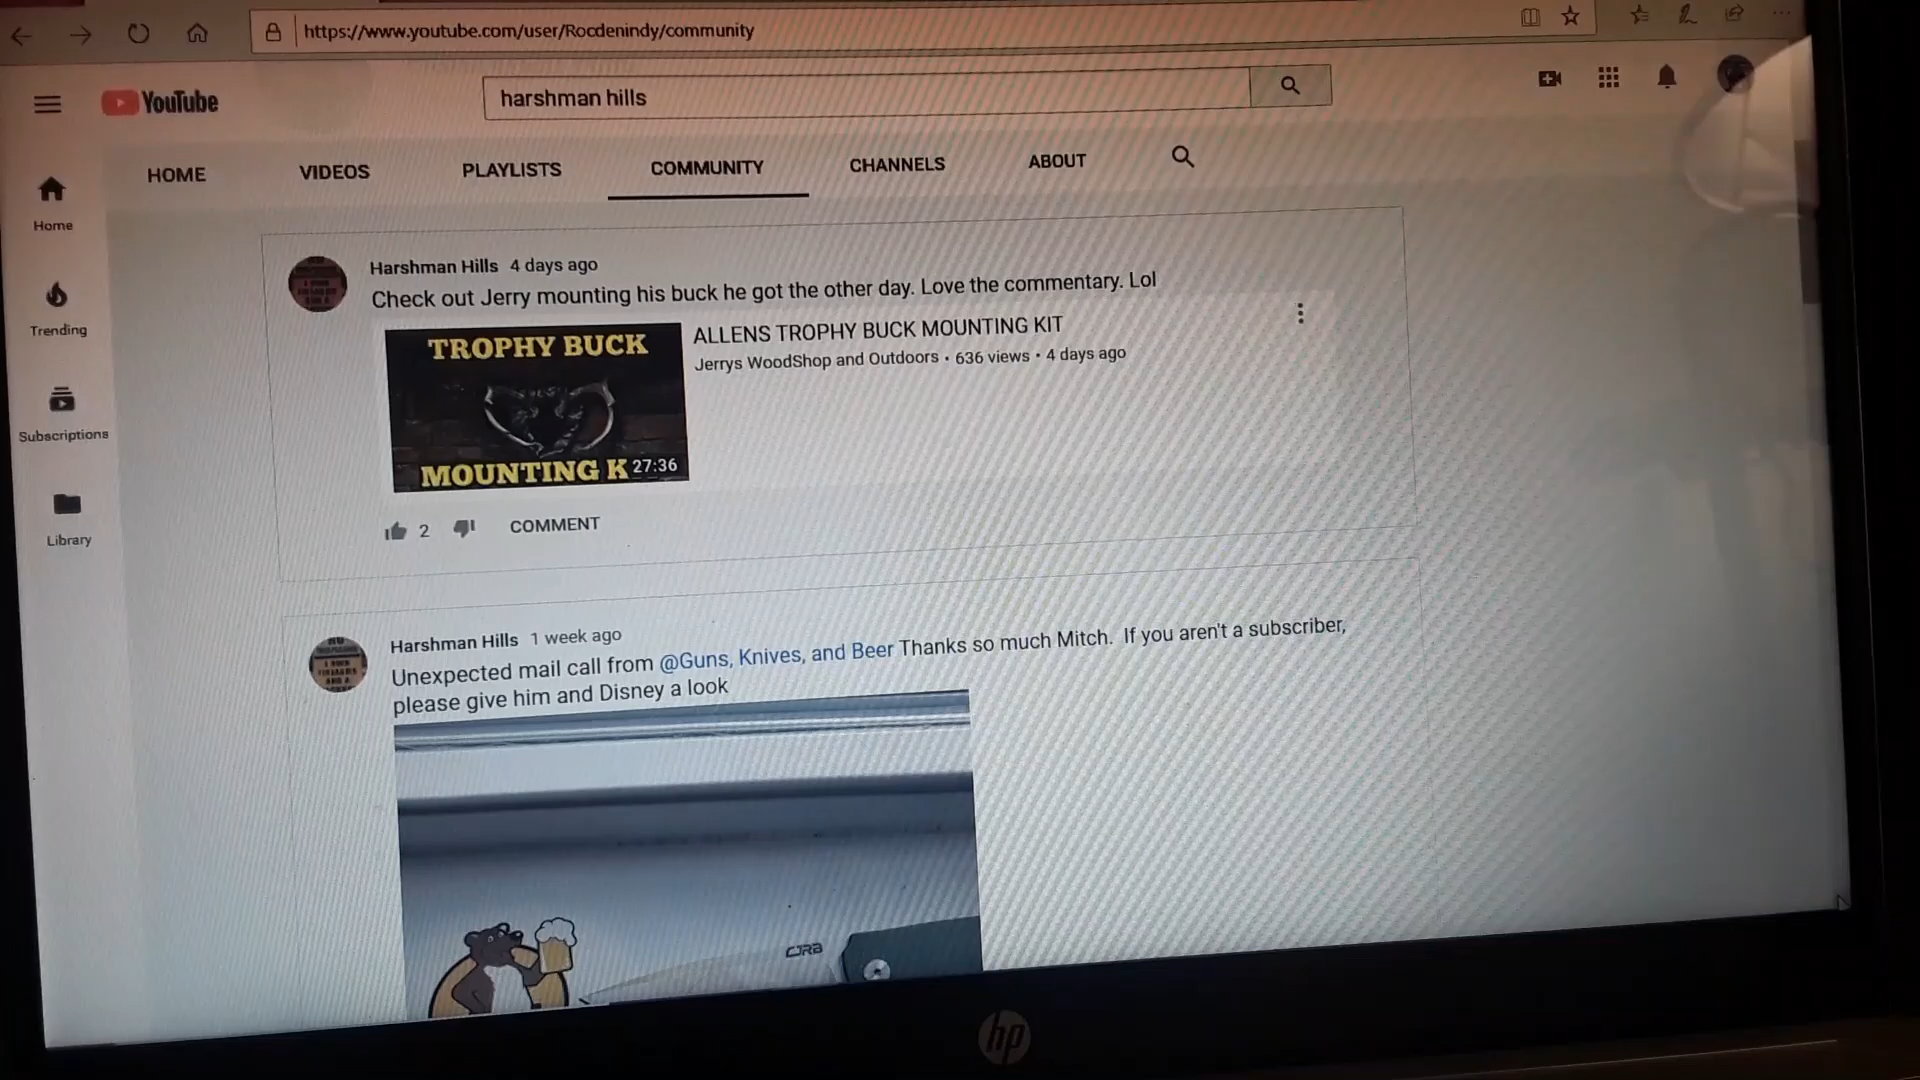 https://www.youtube.com/user/Rocdenindy/community
YouTube
harshman hills
HOME VIDEOS PLAYLISTS COMMUNITY CHANNELS ABOUT
Home
Trending
Subscriptions
Library
Harshman Hills 4 days ago
Check out Jerry mounting his buck he got the other day. Love the commentary. Lol
TROPHY BUCK
MOUNTING K 27:36
ALLENS TROPHY BUCK MOUNTING KIT
Jerrys WoodShop and Outdoors • 636 views • 4 days ago
2 COMMENT
Harshman Hills 1 week ago
Unexpected mail call from @Guns, Knives, and Beer Thanks so much Mitch. If you aren't a subscriber,
please give him and Disney a look
CJRB
hp